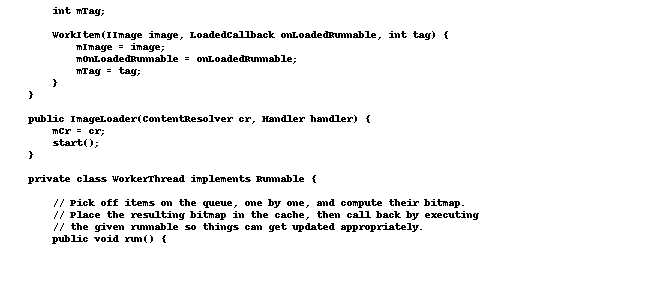 int mTag;
WorkItem(IImage image, LoadedCallback onLoadedRunnable, int tag) {
mImage = image;
mOnLoadedRunnable = onLoadedRunnable;
mTag = tag;
}
}
public ImageLoader(ContentResolver cr, Handler handler) {
mCr = cr;
start();
}
private class WorkerThread implements Runnable {
// Pick off items on the queue, one by one, and compute their bitmap.
// Place the resulting bitmap in the cache, then call back by executing
// the given runnable so things can get updated appropriately.
public void run() {